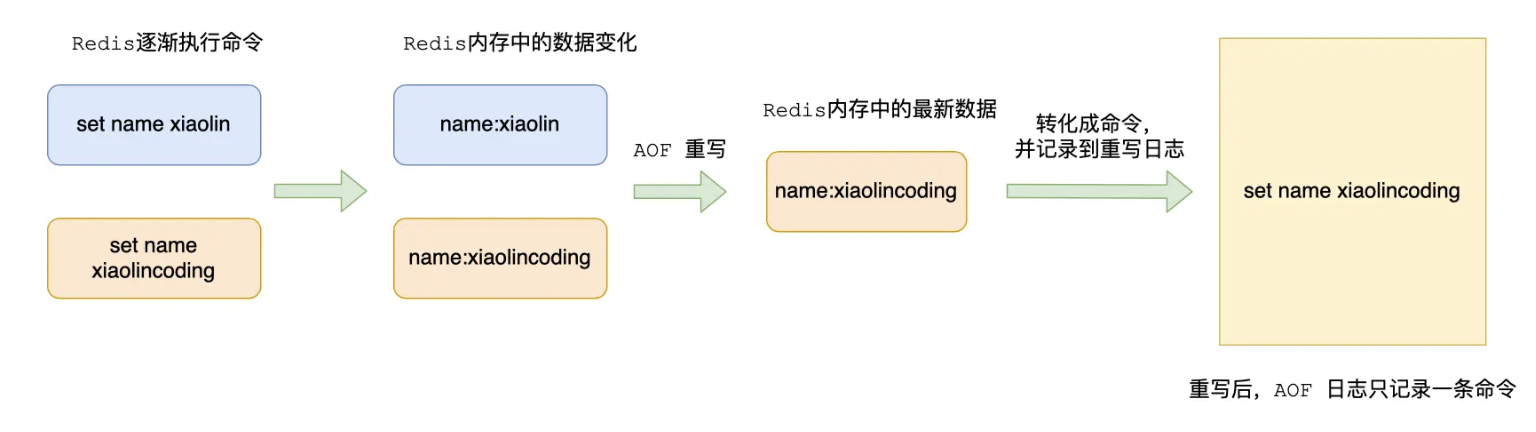 Redis逐渐执行命令
set name xiaolin
set name
xiaolincoding
Redis内存中的数据变化
name:xiaolin
name:xiaolincoding
AOF 重写
Redis内存中的最新数据
name:xiaolincoding
转化成命令，
并记录到重写日志
set name xiaolincoding
重写后，AOF 日志只记录一条命令